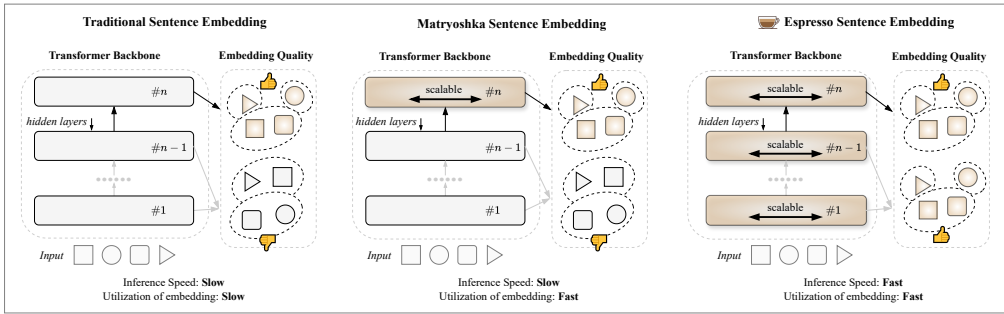 Traditional Sentence Embedding
Transformer Backbone
Embedding Quality
#n
hidden layers
#n − 1
#1
Input
Inference Speed: Slow
Utilization of embedding: Slow
Matryoshka Sentence Embedding
Transformer Backbone
Embedding Quality
scalable #n
hidden layers
#n − 1
#1
Input
Inference Speed: Slow
Utilization of embedding: Fast
Espresso Sentence Embedding
Transformer Backbone
Embedding Quality
scalable #n
hidden layers
scalable #n − 1
scalable #1
Input
Inference Speed: Fast
Utilization of embedding: Fast